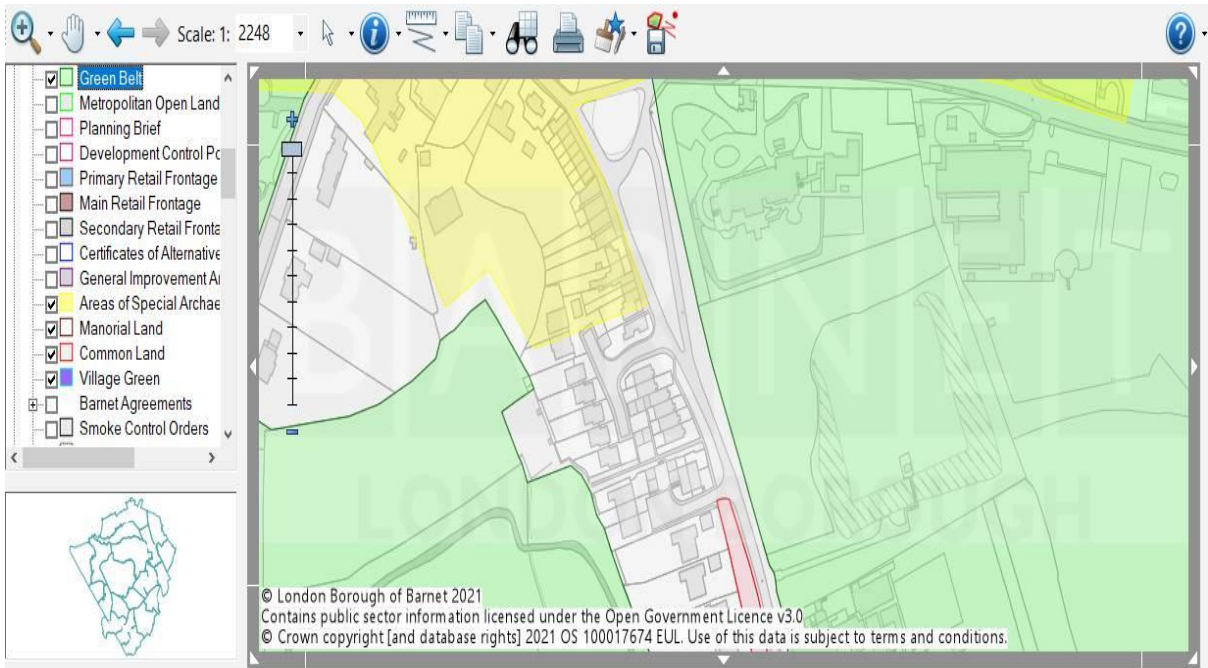 Scale: 1: 2248
Green Belt
Metropolitan Open Land
Planning Brief
Development Control Po
Primary Retail Frontage
Main Retail Frontage
Secondary Retail Fronta
Certificates of Alternative
General Improvement Ar
Areas of Special Archae
Manorial Land
Common Land
Village Green
Barnet Agreements
Smoke Control Orders
BARNET
LONDON BOROUGH
© London Borough of Barnet 2021
Contains public sector information licensed under the Open Government Licence v3.0
© Crown copyright [and database rights] 2021 OS 100017674 EUL. Use of this data is subject to terms and conditions.